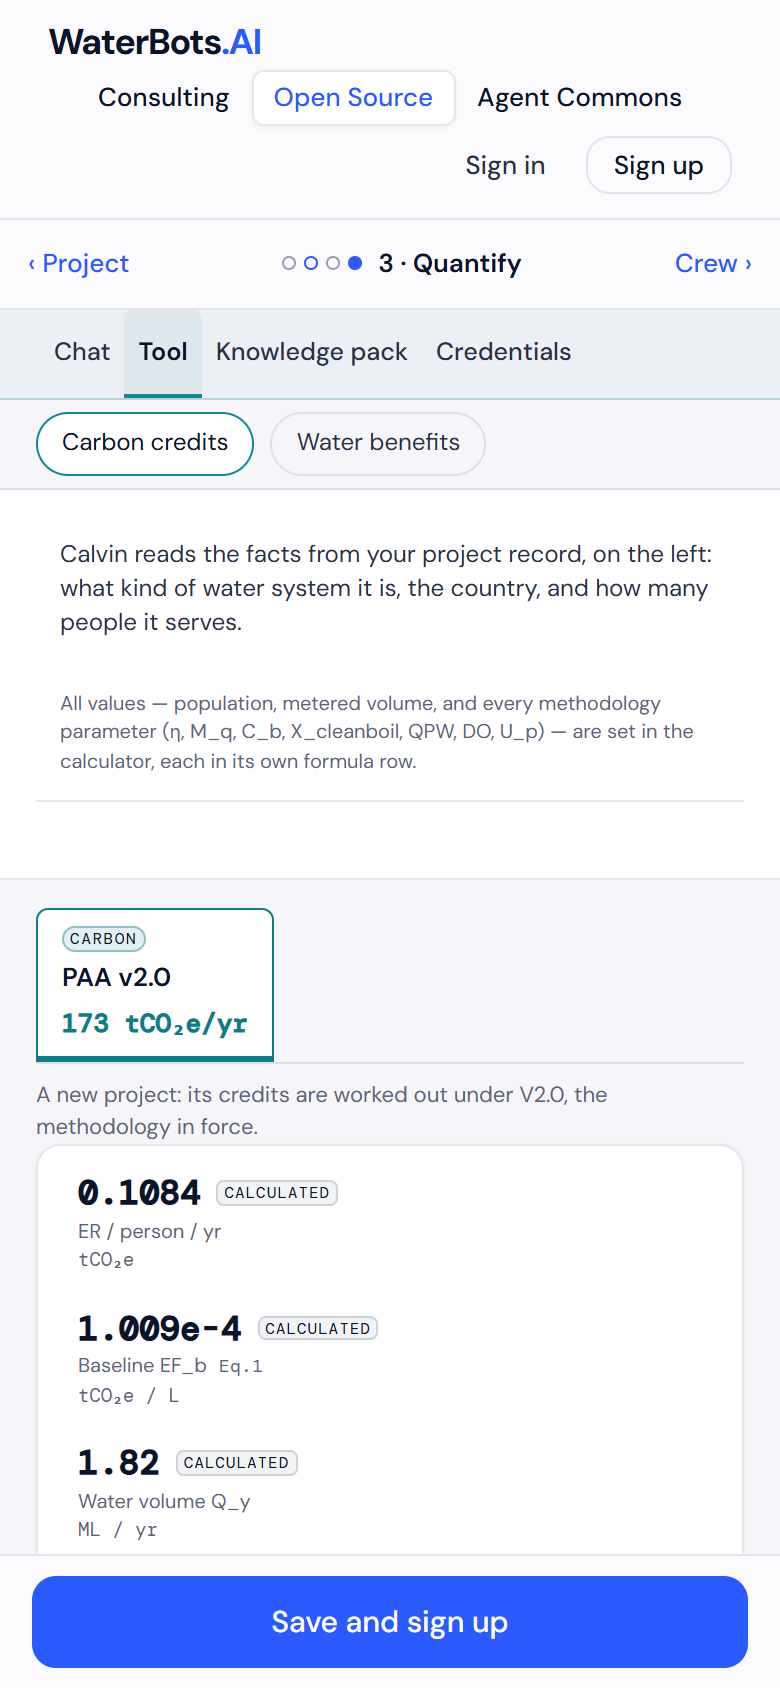 WaterBots.AI
Consulting
Open Source
Agent Commons
Sign in
Sign up
‹ Project
3 · Quantify
Crew ›
Chat
Tool
Knowledge pack
Credentials
Carbon credits
Water benefits
Calvin reads the facts from your project record, on the left:
what kind of water system it is, the country, and how many
people it serves.
All values — population, metered volume, and every methodology
parameter (η, M_q, C_b, X_cleanboil, QPW, DO, U_p) — are set in the
calculator, each in its own formula row.
CARBON
PAA v2.0
173 tCO₂e/yr
A new project: its credits are worked out under V2.0, the
methodology in force.
0.1084 CALCULATED
ER / person / yr
tCO₂e
1.009e-4 CALCULATED
Baseline EF_b Eq.1
tCO₂e / L
1.82 CALCULATED
Water volume Q_y
ML / yr
Save and sign up